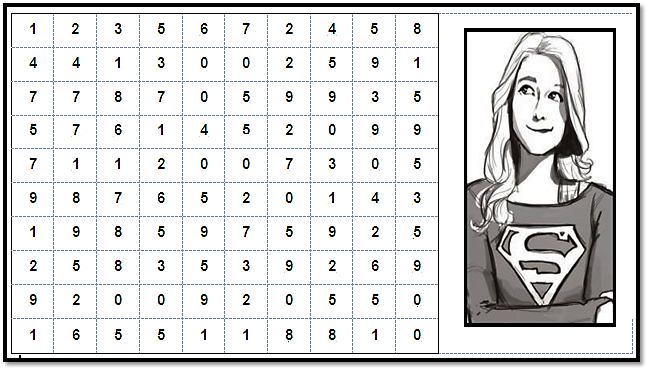 1 2 3 5 6 7 2 4 5 8
4 4 1 3 0 0 2 5 9 1
7 7 8 7 0 5 9 9 3 5
5 7 6 1 4 5 2 0 9 9
7 1 1 2 0 0 7 3 0 5
9 8 7 6 5 2 0 1 4 3
1 9 8 5 9 7 5 9 2 5
2 5 8 3 5 3 9 2 6 9
9 2 0 0 9 2 0 5 5 0
1 6 5 5 1 1 8 8 1 0
S